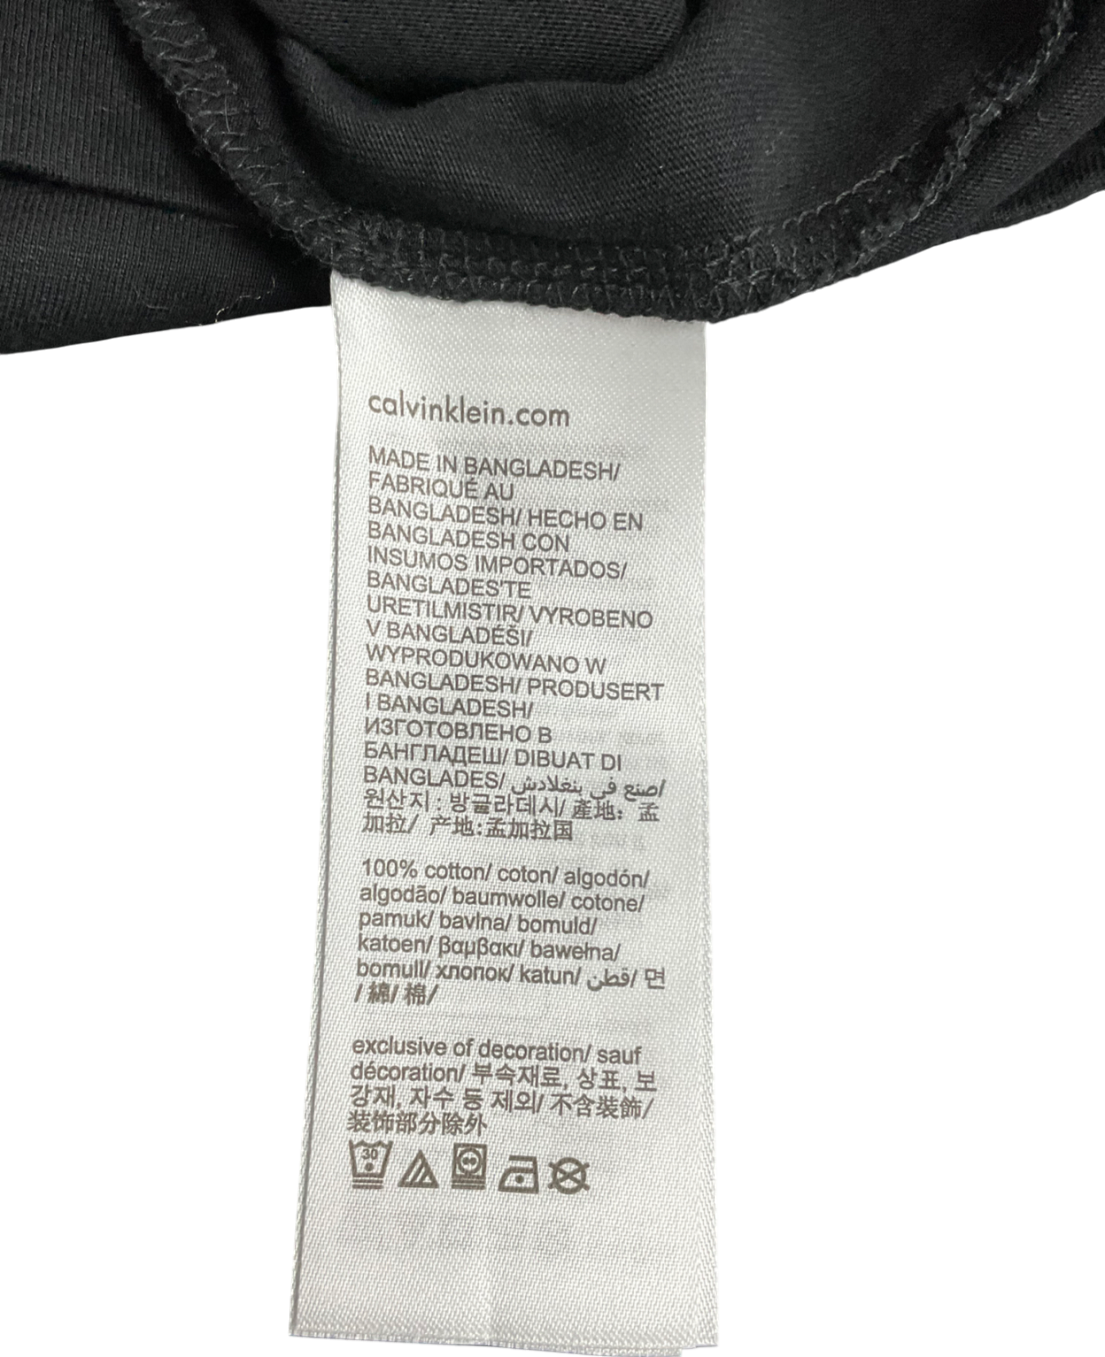 calvinklein.com
MADE IN BANGLADESH/
FABRIQUÉ AU
BANGLADESH/ HECHO EN
BANGLADESH CON
INSUMOS IMPORTADOS/
BANGLADES'TE
URETILMISTIR/ VYROBENO
V BANGLADÉŠI/
WYPRODUKOWANO W
BANGLADESH/ PRODUSERT
I BANGLADESH/
ИЗГОТОВЛЕНО В
БАНГЛАДЕШ/ DIBUAT DI
BANGLADES/ صنع في بنغلادش/
원산지 : 방글라데시/ 產地: 孟
加拉/ 产地:孟加拉国
100% cotton/ coton/ algodón/
algodão/ baumwolle/ cotone/
pamuk/ bavlna/ bomuld/
katoen/ βαμβακι/ bawełna/
bomull/ хлопок/ katun/ قطن/ 면
/ 綿/ 棉/
exclusive of decoration/ sauf
décoration/ 부속재료, 상표, 보
강재, 자수 등 제외/ 不含裝飾/
装饰部分除外
30